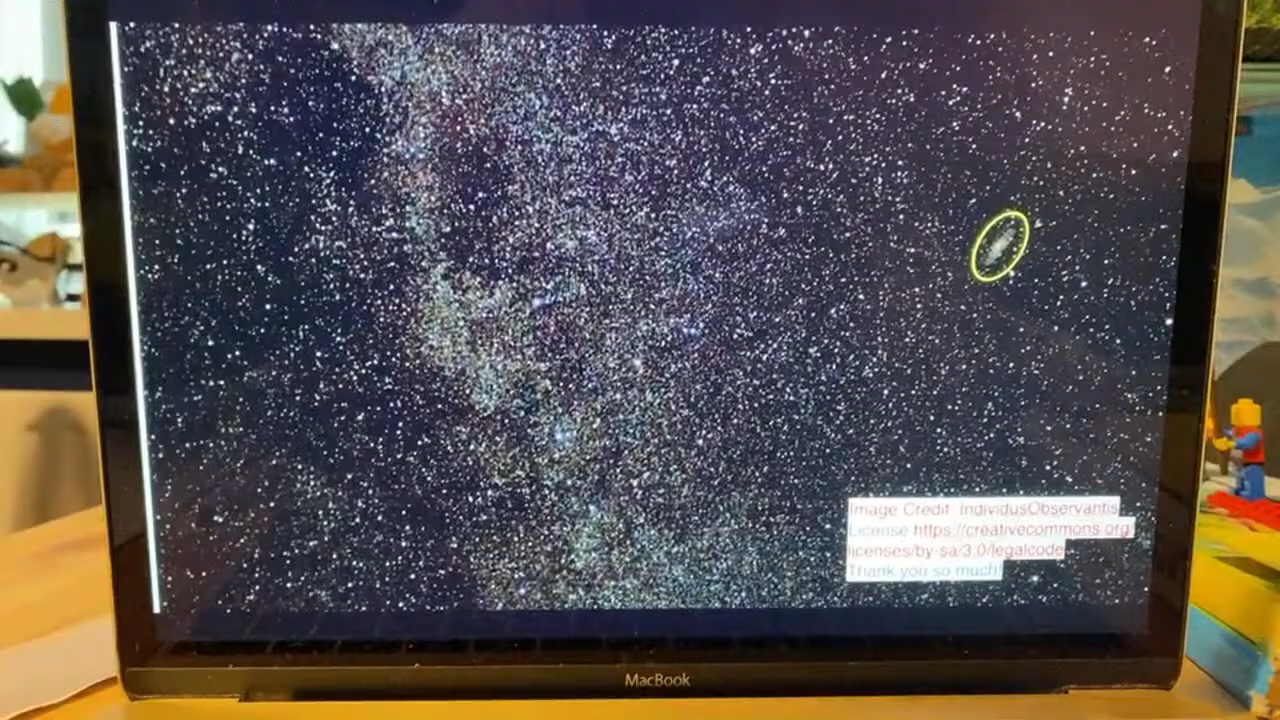 Image Credit IndividusObservantis
License https://creativecommons.org
licenses/by-sa/3.0/legalcode
Thank you so much!
MacBook